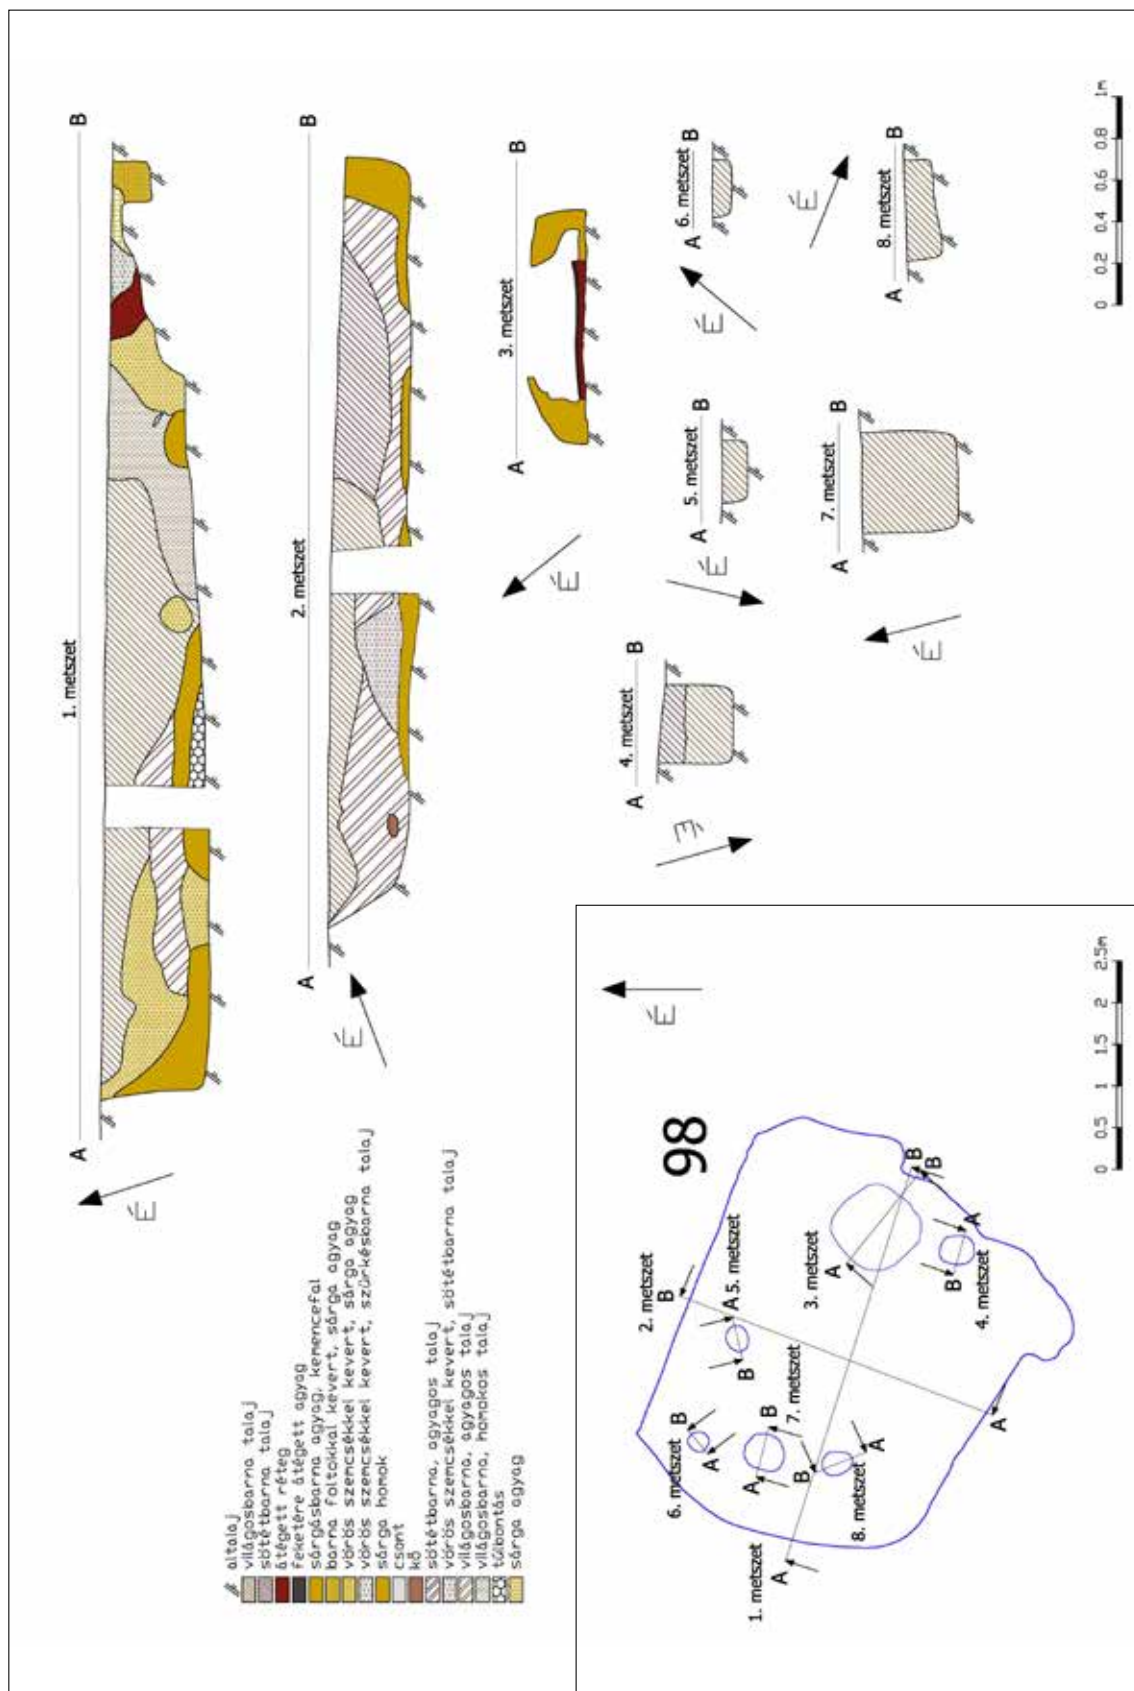 1. metszet
A
B
É
2. metszet
A
B
É
3. metszet
A
B
É
4. metszet
A
B
É
5. metszet
A
B
É
6. metszet
A
B
É
7. metszet
A
B
É
8. metszet
A
B
É
0 0.2 0.4 0.6 0.8 1m
altalaj
világosbarna talaj
sötétbarna talaj
átégett réteg
feketére átégett agyag
sárgásbarna agyag, kemencefal
barna foltokkal kevert, sárga agyag
vörös szemcsékkel kevert, sárga agyag
vörös szemcsékkel kevert, szürkésbarna talaj
sárga homok
csont
kő
sötétbarna, agyagos talaj
vörös szemcsékkel kevert, sötétbarna talaj
világosbarna, agyagos talaj
világosbarna, homokos talaj
túlbontás
sárga agyag
98
É
1. metszet
A
B
2. metszet
B
A
3. metszet
A
B
4. metszet
B
A
5. metszet
A
B
6. metszet
A
B
7. metszet
A
B
8. metszet
B
A
0 0.5 1 1.5 2 2.5m